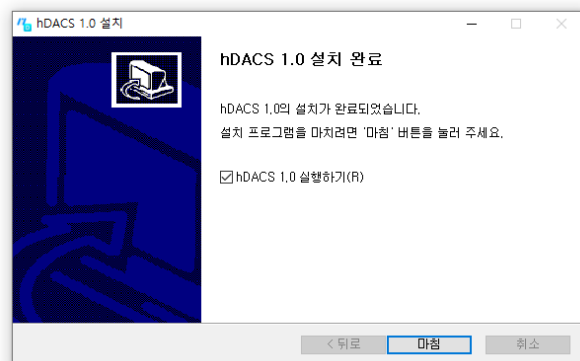 hDACS 1.0 설치
hDACS 1.0 설치 완료
hDACS 1.0의 설치가 완료되었습니다.
설치 프로그램을 마치려면 '마침' 버튼을 눌러 주세요.
hDACS 1.0 실행하기(R)
< 뒤로 마침 취소